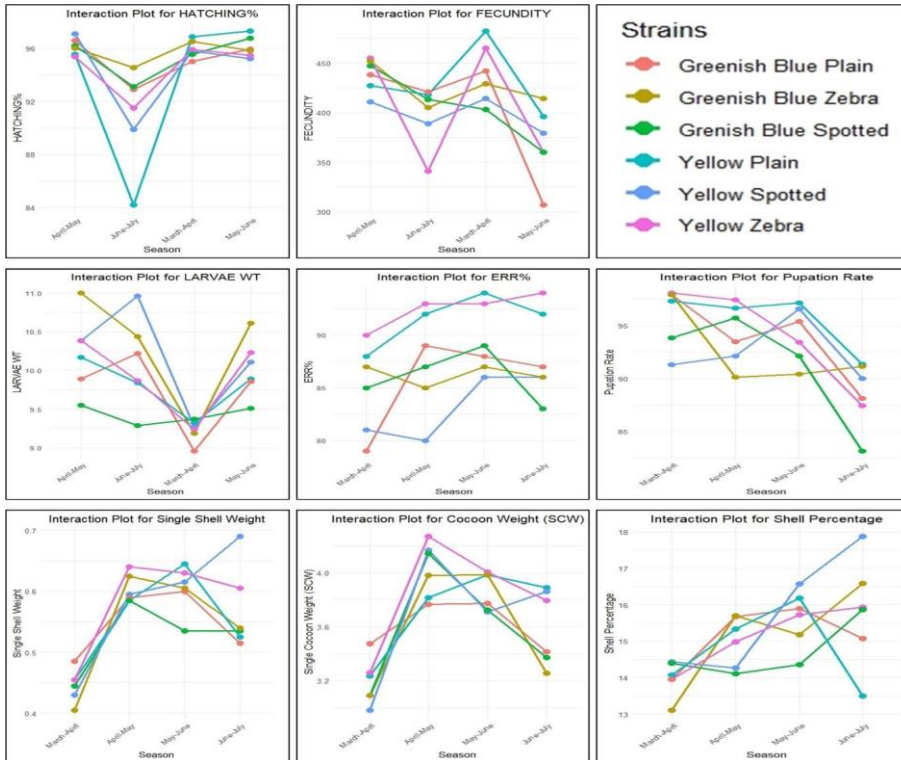 Interaction Plot for HATCHING%
HATCHING%
96
92
88
84
April-May
June-July
March-April
May-June
Season
Interaction Plot for FECUNDITY
FECUNDITY
450
400
350
300
April-May
June-July
March-April
May-June
Season
Strains
Greenish Blue Plain
Greenish Blue Zebra
Grenish Blue Spotted
Yellow Plain
Yellow Spotted
Yellow Zebra
Interaction Plot for LARVAE WT
LARVAE WT
11.0
10.5
10.0
9.5
9.0
April-May
June-July
March-April
May-June
Season
Interaction Plot for ERR%
ERR%
90
85
80
March-April
April-May
May-June
June-July
Season
Interaction Plot for Pupation Rate
Pupation Rate
95
90
85
March-April
April-May
May-June
June-July
Season
Interaction Plot for Single Shell Weight
Single Shell Weight
0.7
0.6
0.5
0.4
March-April
April-May
May-June
June-July
Season
Interaction Plot for Cocoon Weight (SCW)
Single Cocoon Weight (SCW)
4.0
3.6
3.2
March-April
April-May
May-June
June-July
Season
Interaction Plot for Shell Percentage
Shell Percentage
18
17
16
15
14
13
March-April
April-May
May-June
June-July
Season